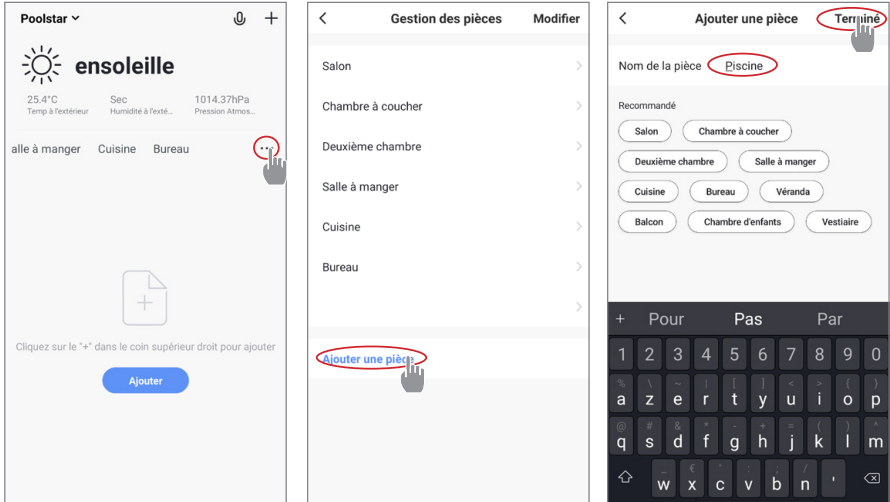 Poolstar
ensoleille
25.4°C Sec 1014.37hPa
Temp à l'extérieur Humidité à l'exté... Pression Atmos...
alle à manger Cuisine Bureau ...
Cliquez sur le "+" dans le coin supérieur droit pour ajouter
Ajouter
Gestion des pièces Modifier
Salon
Chambre à coucher
Deuxième chambre
Salle à manger
Cuisine
Bureau
Ajouter une pièce
Ajouter une pièce Terminé
Nom de la pièce Piscine
Recommandé
Salon Chambre à coucher
Deuxième chambre Salle à manger
Cuisine Bureau Véranda
Balcon Chambre d'enfants Vestiaire
+ Pour Pas Par
1 2 3 4 5 6 7 8 9 0
% \ ~ | [ ] < > { }
a z e r t y u i o p
@ # & * - + = ( ) ^
q s d f g h j k l m
_ € " : ; /
w x c v b n '